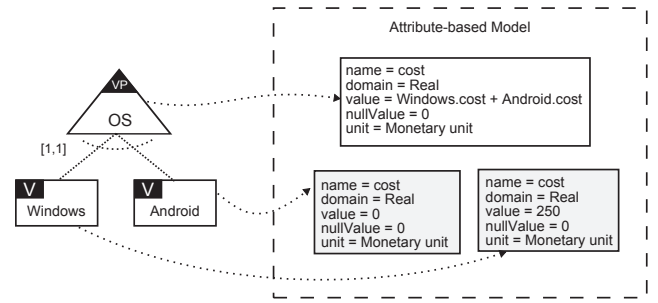 Attribute-based Model
VP
OS
[1,1]
V
Windows
V
Android
name = cost
domain = Real
value = Windows.cost + Android.cost
nullValue = 0
unit = Monetary unit
name = cost
domain = Real
value = 0
nullValue = 0
unit = Monetary unit
name = cost
domain = Real
value = 250
nullValue = 0
unit = Monetary unit